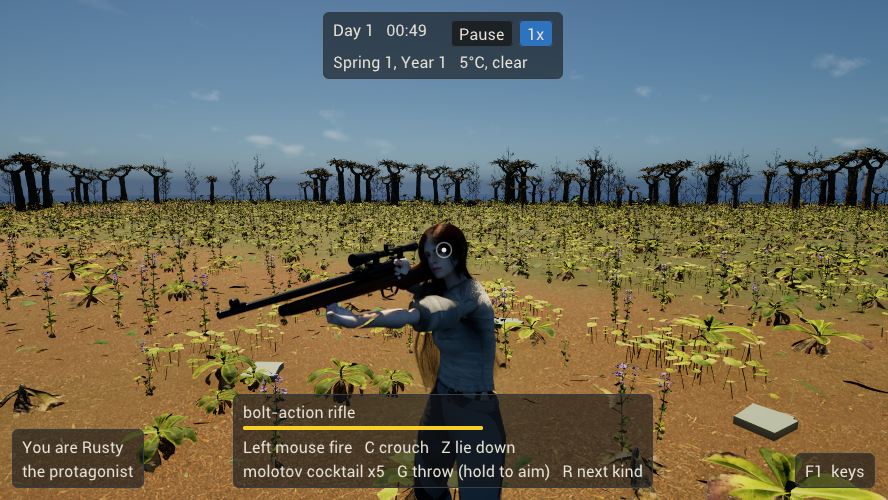 Day 1 00:49 Pause 1x
Spring 1, Year 1 5°C, clear
bolt-action rifle
Left mouse fire C crouch Z lie down
molotov cocktail x5 G throw (hold to aim) R next kind
You are Rusty
the protagonist
F1 keys